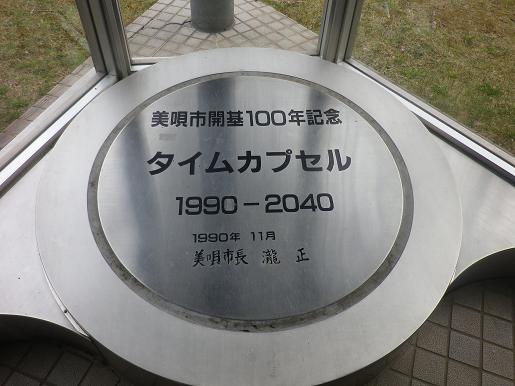 美唄市開基100年記念
タイムカプセル
1990-2040
1990年 11月
美唄市長 瀧 正